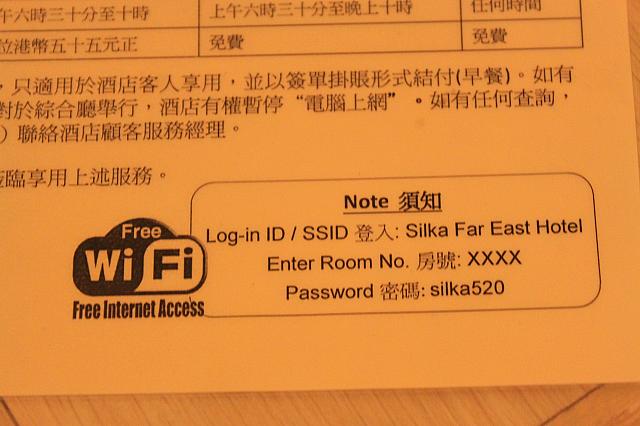 午六時三十分至十時 上午六時三十分至晚上十時 任何時間
位港幣五十五元正 免費 免費
，只適用於酒店客人享用，並以簽單掛賬形式結付(早餐)。如有
對於綜合廳舉行，酒店有權暫停“電腦上網”。如有任何查詢，
）聯絡酒店顧客服務經理。
蒞臨享用上述服務。
Note 須知
Log-in ID / SSID 登入: Silka Far East Hotel
Enter Room No. 房號: XXXX
Password 密碼: silka520
Free
Wi Fi
Free Internet Access